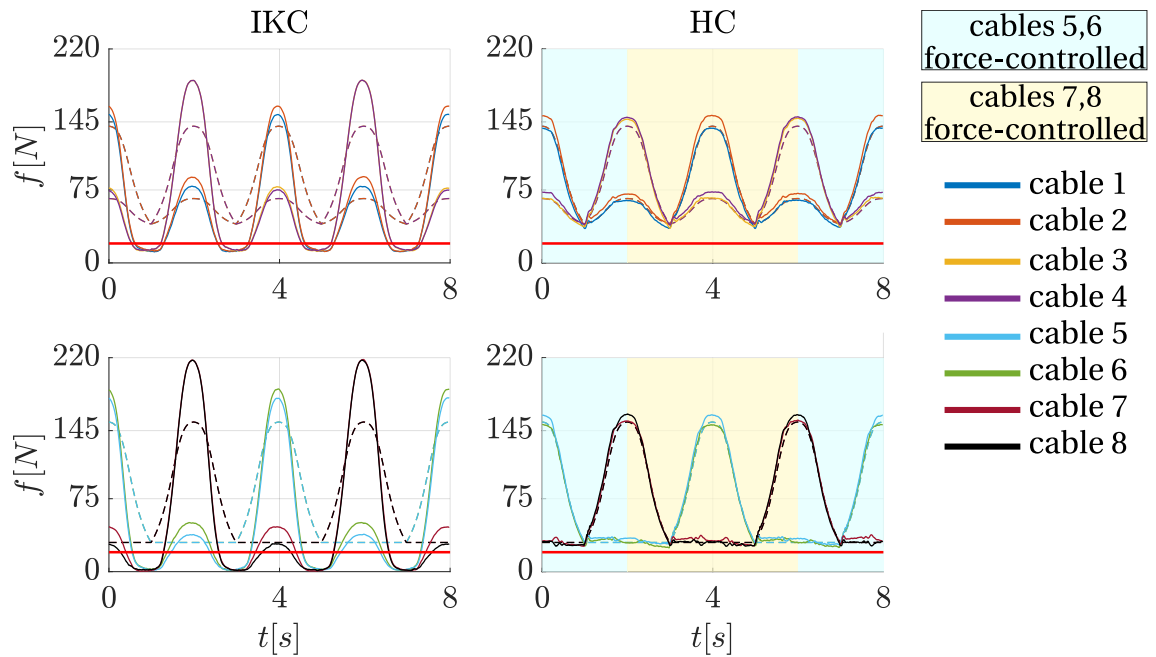 IKC
HC
cables 5,6
force-controlled
cables 7,8
force-controlled
220
145
75
0
f[N]
0
4
8
220
145
75
0
f[N]
0
4
8
cable 1
cable 2
cable 3
cable 4
cable 5
cable 6
cable 7
cable 8
220
145
75
0
f[N]
0
4
8
t[s]
220
145
75
0
f[N]
0
4
8
t[s]